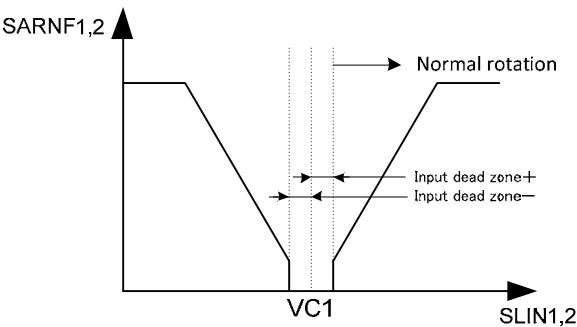 SARNF1,2
Normal rotation
Input dead zone+
Input dead zone−
VC1
SLIN1,2